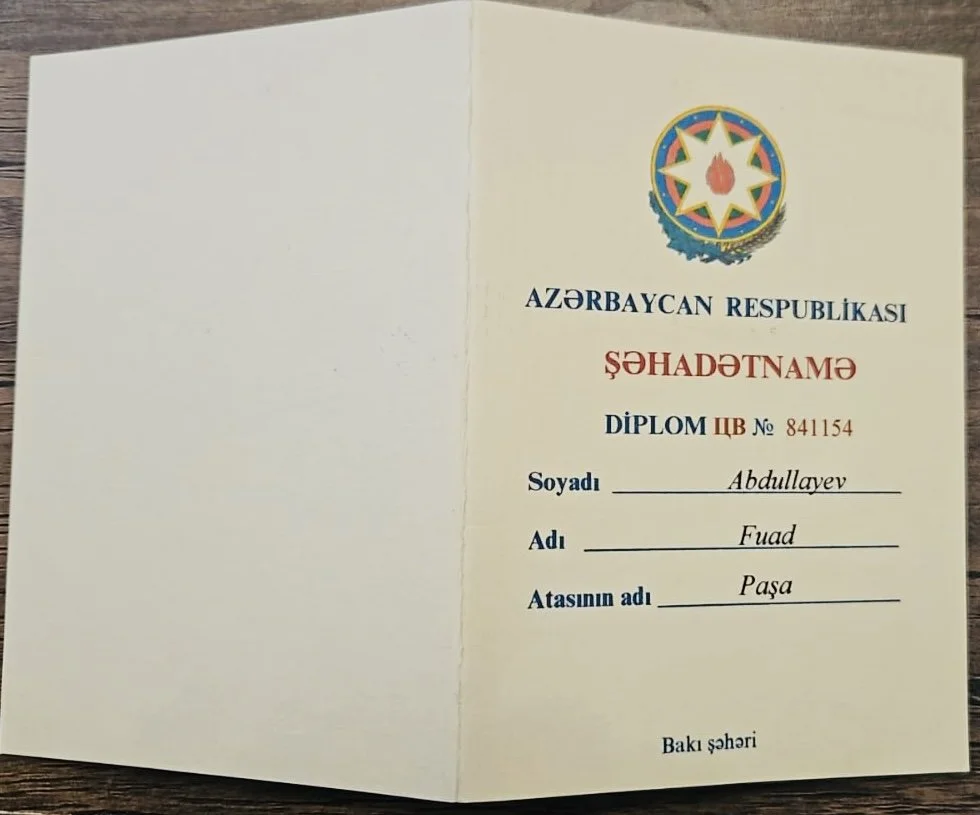 AZƏRBAYCAN RESPUBLİKASI
ŞƏHADƏTNAMƏ
DİPLOM ЦВ № 841154
Soyadı Abdullayev
Adı Fuad
Atasının adı Paşa
Bakı şəhəri